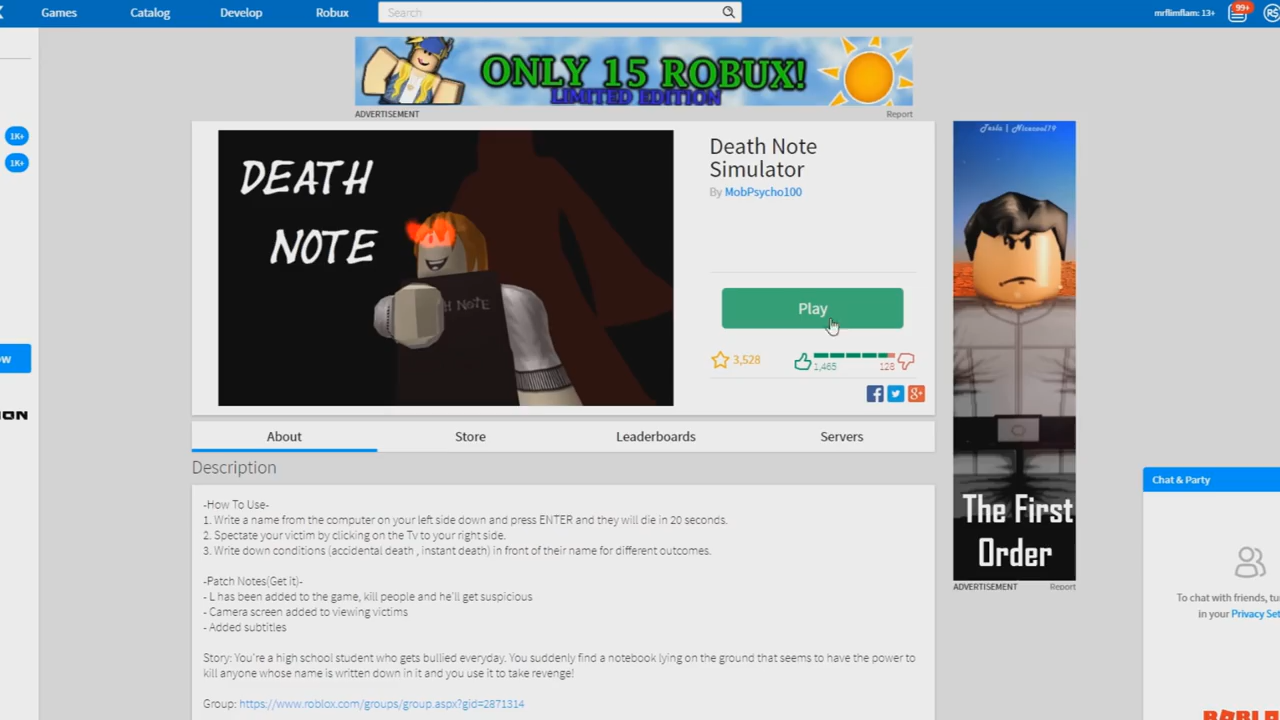 Games Catalog Develop Robux Search mrflimflam: 13+ 99+
ONLY 15 ROBUX!
LIMITED EDITION
ADVERTISEMENT Report
1K+
1K+
DEATH
NOTE
H NOTE
Death Note
Simulator
By MobPsycho100
Play
3,528 1,465 128
Tesla | Nixxou179
The First
Order
ADVERTISEMENT Report
ow
ION
About Store Leaderboards Servers
Description
-How To Use-
1. Write a name from the computer on your left side down and press ENTER and they will die in 20 seconds.
2. Spectate your victim by clicking on the Tv to your right side.
3. Write down conditions (accidental death , instant death) in front of their name for different outcomes.
-Patch Notes(Get it)-
- L has been added to the game, kill people and he'll get suspicious
- Camera screen added to viewing victims
- Added subtitles
Story: You're a high school student who gets bullied everyday. You suddenly find a notebook lying on the ground that seems to have the power to
kill anyone whose name is written down in it and you use it to take revenge!
Group: https://www.roblox.com/groups/group.aspx?gid=2871314
Chat & Party
To chat with friends, tu
in your Privacy Set
ROBLO